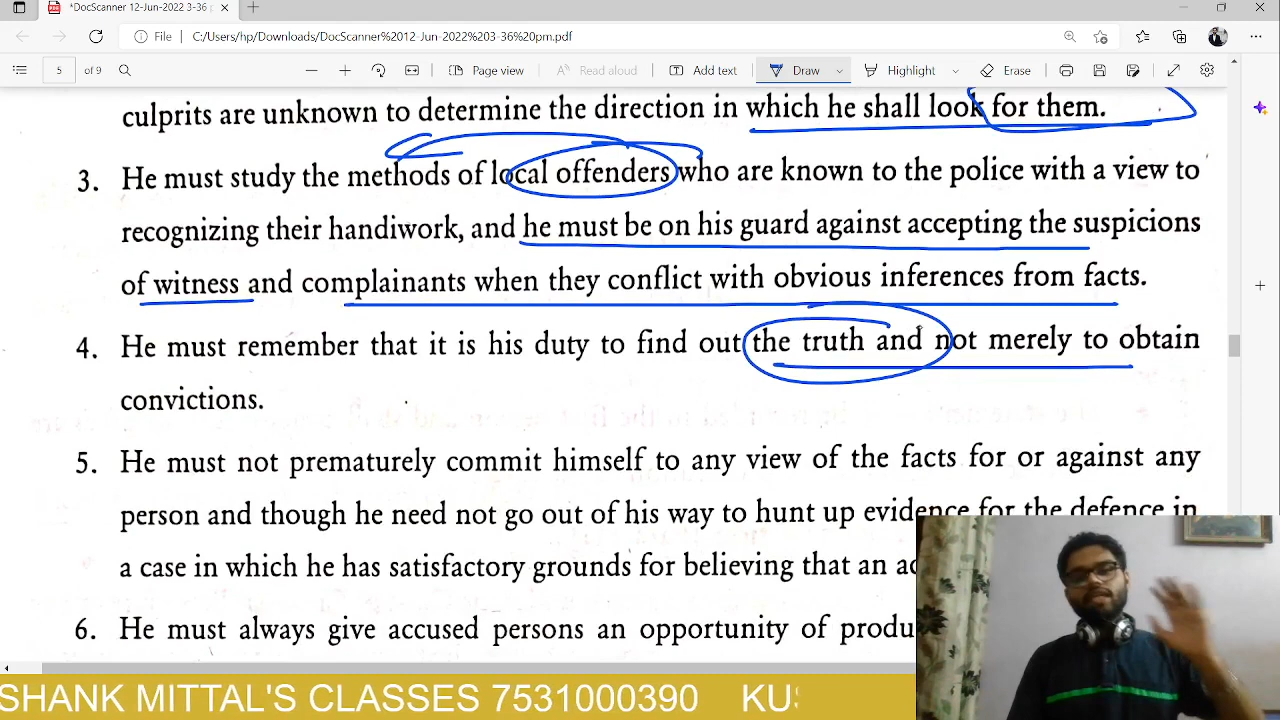 *DocScanner 12-Jun-2022 3-36 p
File C:/Users/hp/Downloads/DocScanner%2012-Jun-2022%203-36%20pm.pdf
5 of 9 Page view Read aloud Add text Draw Highlight Erase
culprits are unknown to determine the direction in which he shall look for them.
3. He must study the methods of local offenders who are known to the police with a view to
recognizing their handiwork, and he must be on his guard against accepting the suspicions
of witness and complainants when they conflict with obvious inferences from facts.
4. He must remember that it is his duty to find out the truth and not merely to obtain
convictions.
5. He must not prematurely commit himself to any view of the facts for or against any
person and though he need not go out of his way to hunt up evidence for the defence in
a case in which he has satisfactory grounds for believing that an
6. He must always give accused persons an opportunity of
SHANK MITTAL'S CLASSES 7531000390 KU